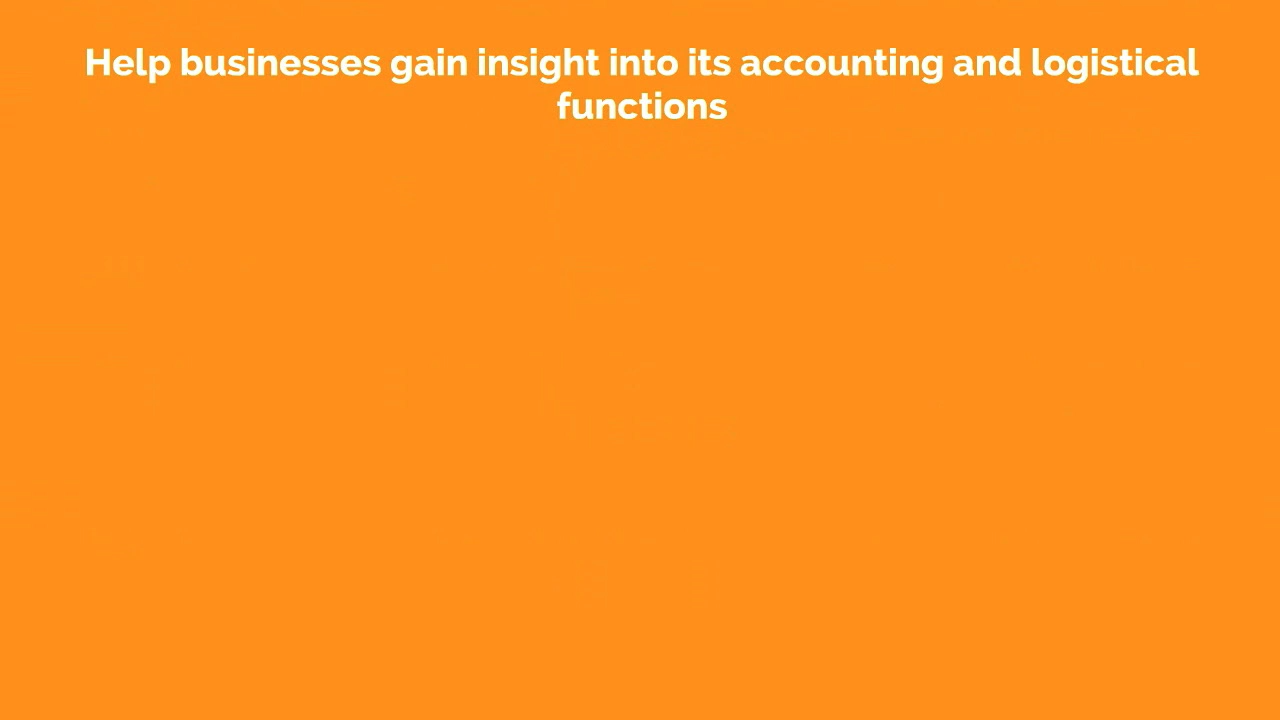 Help businesses gain insight into its accounting and logistical
functions